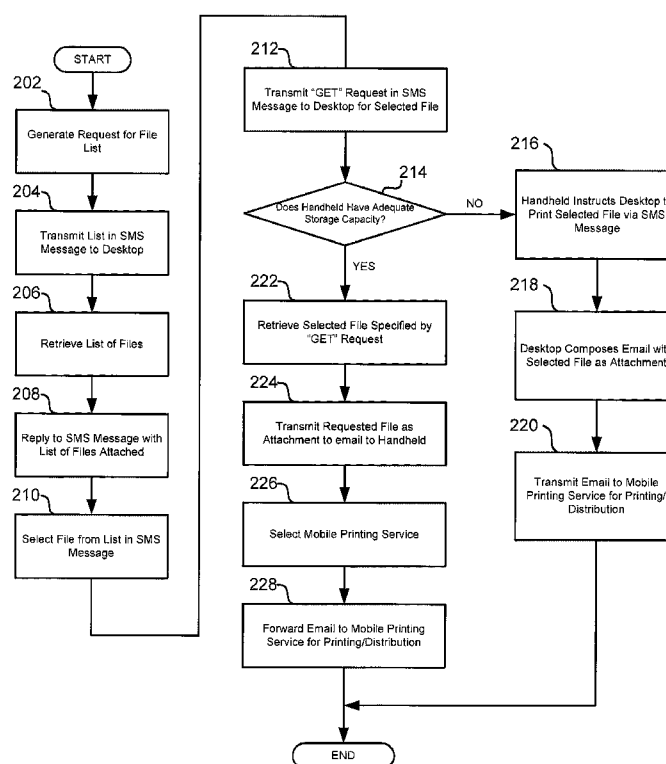 START
202
Generate Request for File
List
204
Transmit List in SMS
Message to Desktop
206
Retrieve List of Files
208
Reply to SMS Message with
List of Files Attached
210
Select File from List in SMS
Message
212
Transmit "GET" Request in SMS
Message to Desktop for Selected File
214
Does Handheld Have Adequate
Storage Capacity?
NO
YES
216
Handheld Instructs Desktop t
Print Selected File via SMS
Message
218
Desktop Composes Email with
Selected File as Attachment
220
Transmit Email to Mobile
Printing Service for Printing/
Distribution
222
Retrieve Selected File Specified by
"GET" Request
224
Transmit Requested File as
Attachment to email to Handheld
226
Select Mobile Printing Service
228
Forward Email to Mobile Printing
Service for Printing/Distribution
END